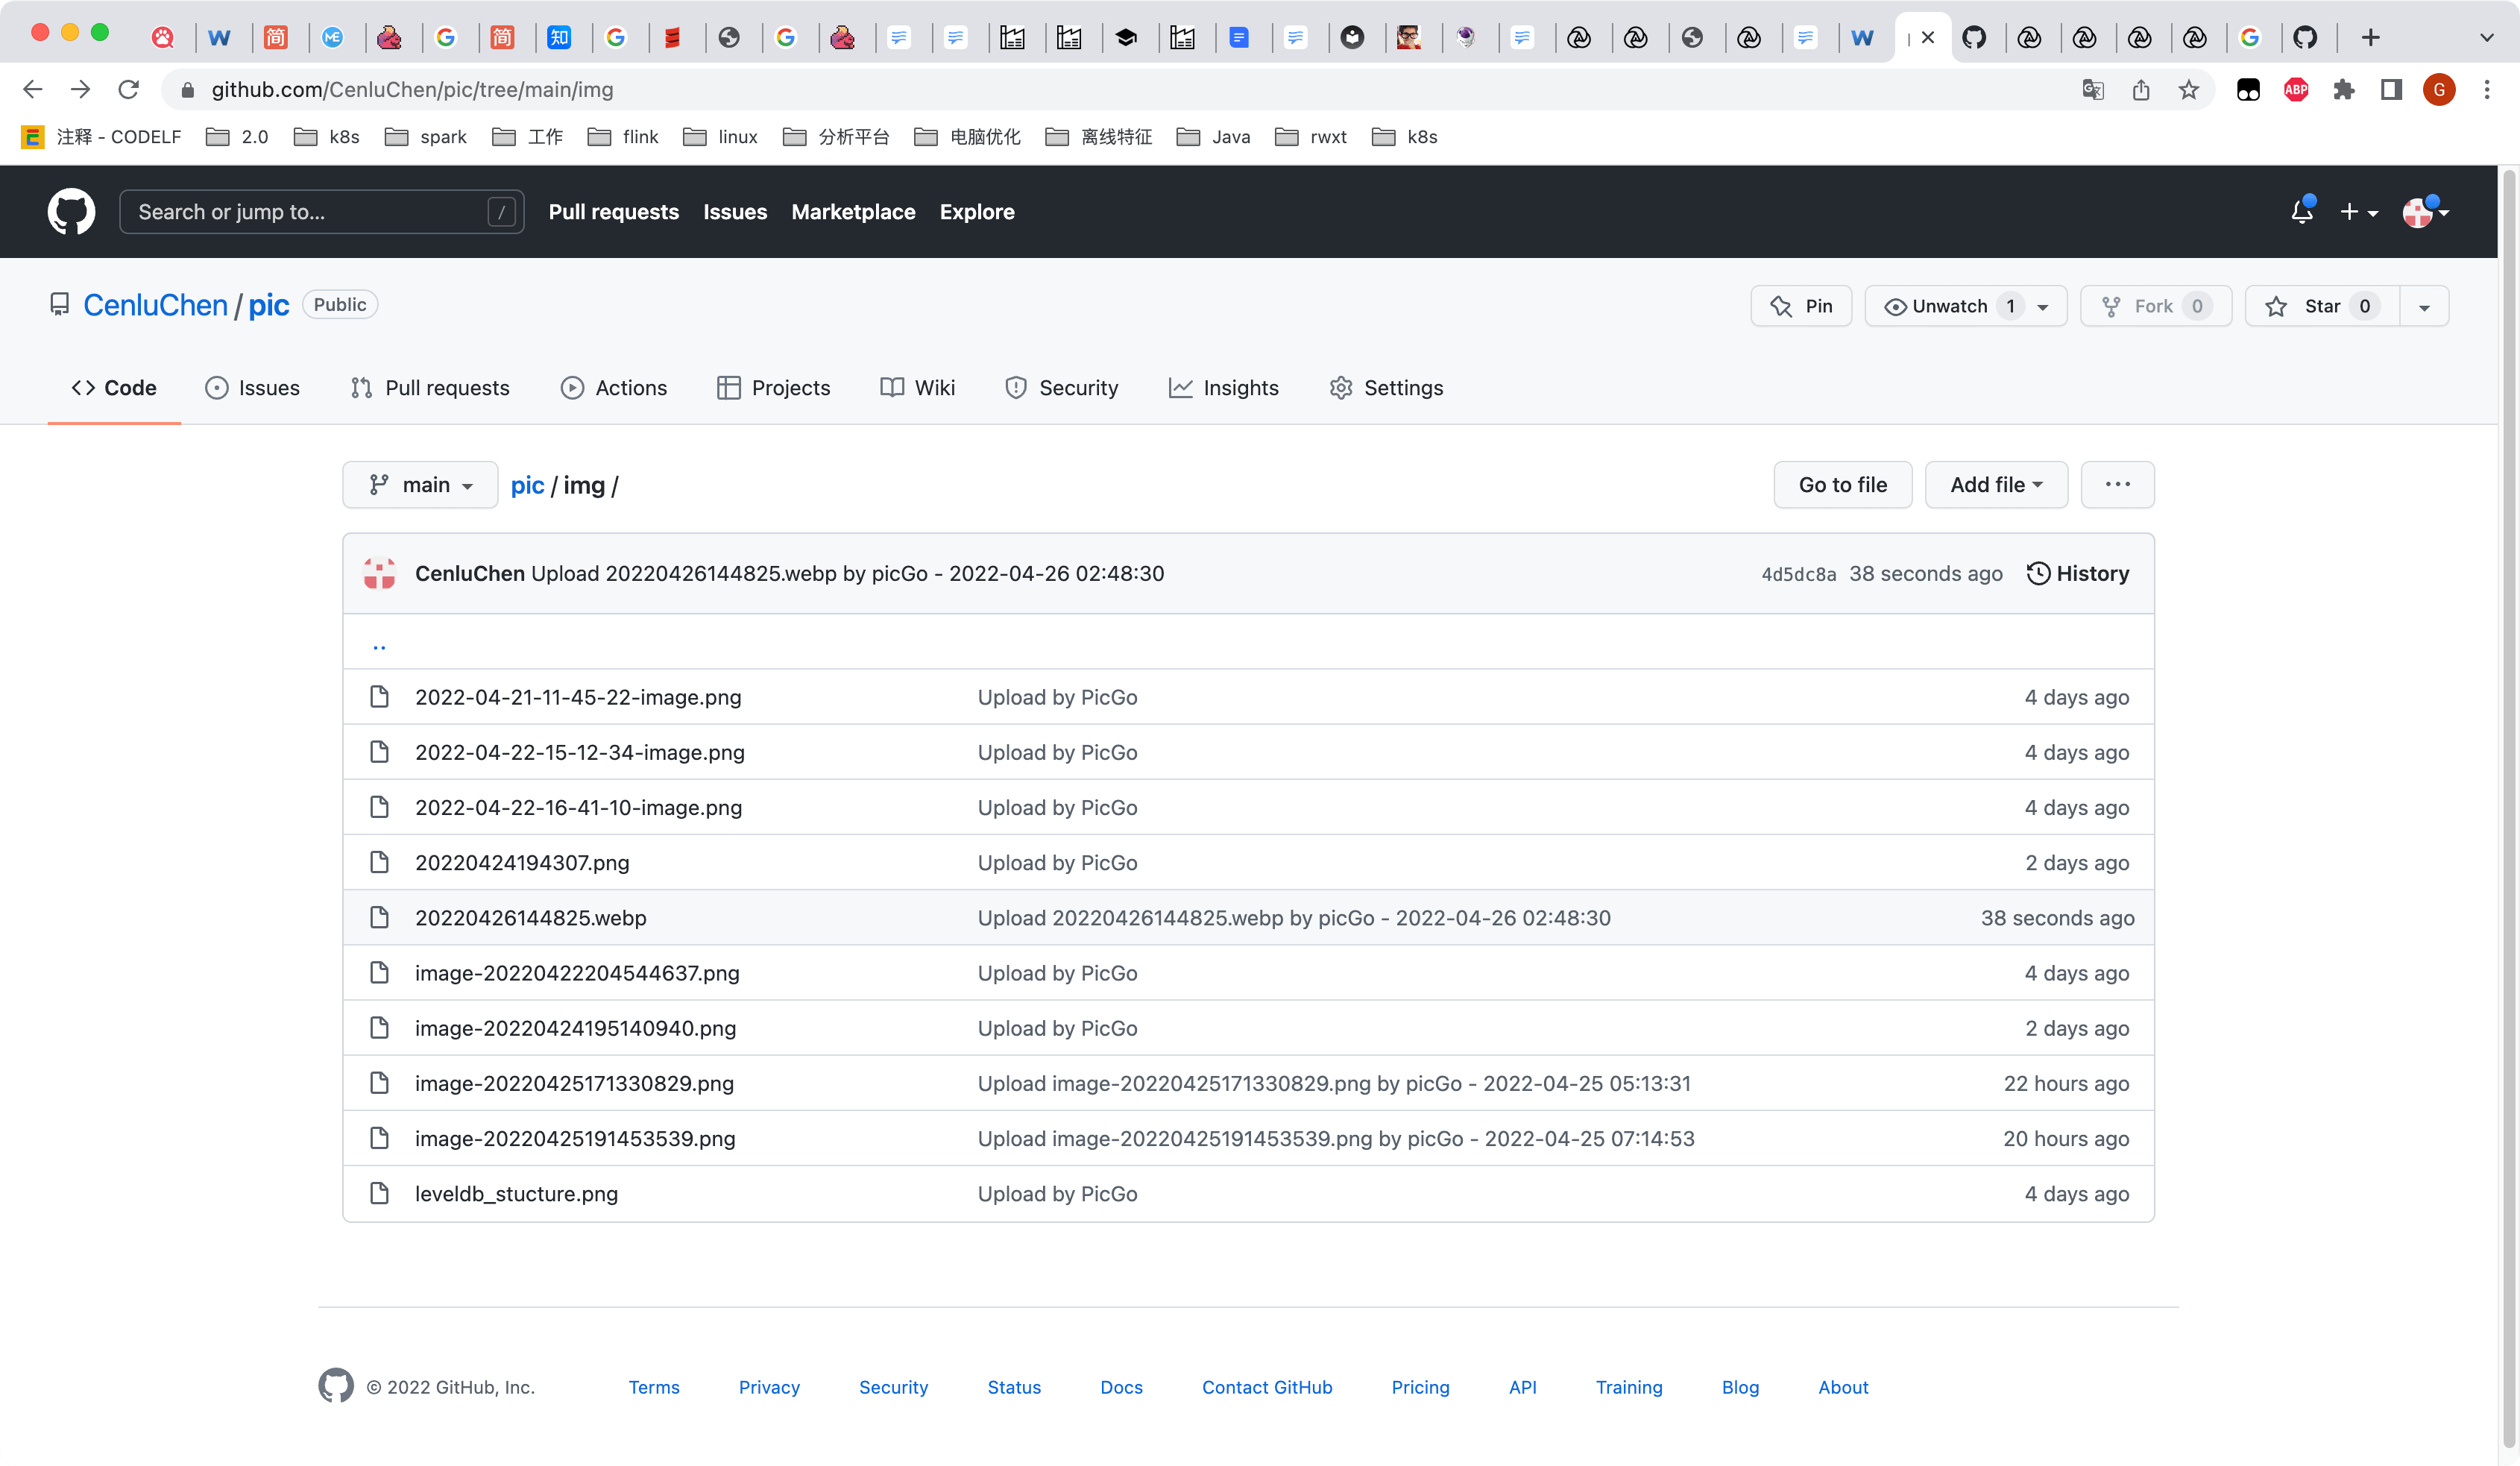 简 ME 简 知
github.com/CenluChen/pic/tree/main/img ABP G
注释 - CODELF 2.0 k8s spark 工作 flink linux 分析平台 电脑优化 离线特征 Java rwxt k8s
Search or jump to... / Pull requests Issues Marketplace Explore
CenluChen / pic Public Pin Unwatch 1 Fork 0 Star 0
Code Issues Pull requests Actions Projects Wiki Security Insights Settings
main pic / img / Go to file Add file ...
CenluChen Upload 20220426144825.webp by picGo - 2022-04-26 02:48:30 4d5dc8a 38 seconds ago History
..
2022-04-21-11-45-22-image.png Upload by PicGo 4 days ago
2022-04-22-15-12-34-image.png Upload by PicGo 4 days ago
2022-04-22-16-41-10-image.png Upload by PicGo 4 days ago
20220424194307.png Upload by PicGo 2 days ago
20220426144825.webp Upload 20220426144825.webp by picGo - 2022-04-26 02:48:30 38 seconds ago
image-20220422204544637.png Upload by PicGo 4 days ago
image-20220424195140940.png Upload by PicGo 2 days ago
image-20220425171330829.png Upload image-20220425171330829.png by picGo - 2022-04-25 05:13:31 22 hours ago
image-20220425191453539.png Upload image-20220425191453539.png by picGo - 2022-04-25 07:14:53 20 hours ago
leveldb_stucture.png Upload by PicGo 4 days ago
© 2022 GitHub, Inc. Terms Privacy Security Status Docs Contact GitHub Pricing API Training Blog About